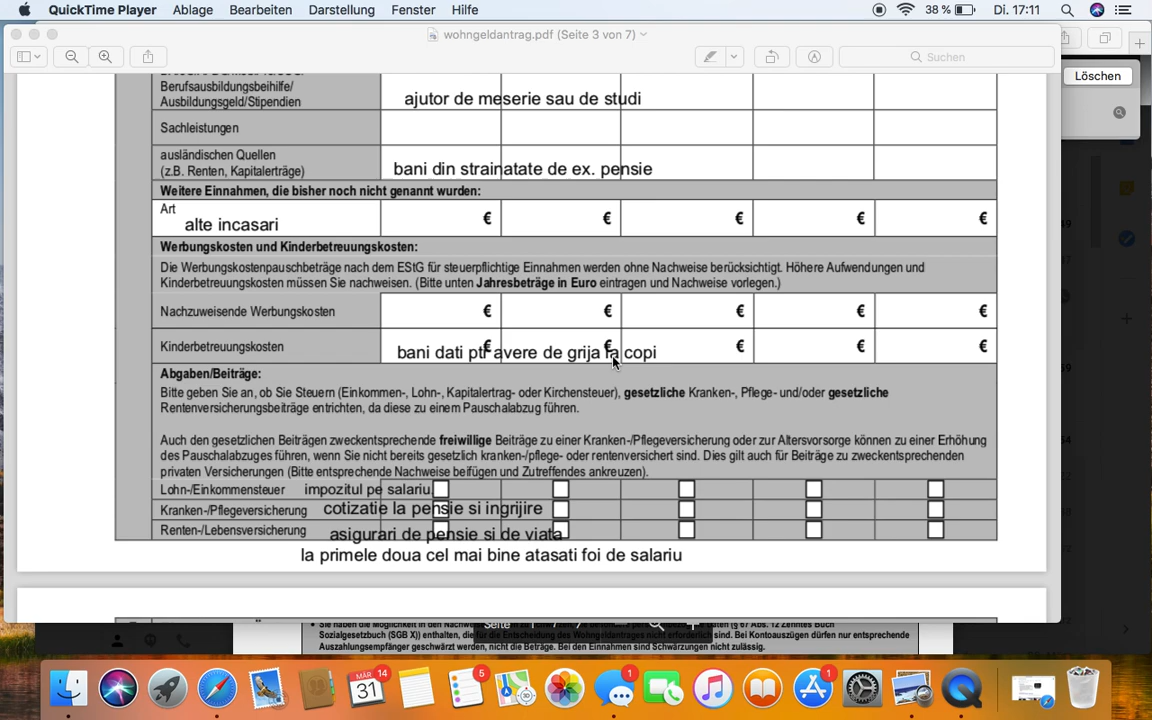 QuickTime Player Ablage Bearbeiten Darstellung Fenster Hilfe 38 % Di. 17:11
wohngeldantrag.pdf (Seite 3 von 7)
Suchen
Löschen
Berufsausbildungsbeihilfe/
Ausbildungsgeld/Stipendien
ajutor de meserie sau de studi
Sachleistungen
ausländischen Quellen
(z.B. Renten, Kapitalerträge)
bani din strainatate de ex. pensie
Weitere Einnahmen, die bisher noch nicht genannt wurden:
Art
alte incasari
€ € € € €
Werbungskosten und Kinderbetreuungskosten:
Die Werbungskostenpauschbeträge nach dem EStG für steuerpflichtige Einnahmen werden ohne Nachweise berücksichtigt. Höhere Aufwendungen und
Kinderbetreuungskosten müssen Sie nachweisen. (Bitte unten Jahresbeträge in Euro eintragen und Nachweise vorlegen.)
Nachzuweisende Werbungskosten € € € € €
Kinderbetreuungskosten € € € € €
bani dati ptr avere de grija la copi
Abgaben/Beiträge:
Bitte geben Sie an, ob Sie Steuern (Einkommen-, Lohn-, Kapitalertrag- oder Kirchensteuer), gesetzliche Kranken-, Pflege- und/oder gesetzliche
Rentenversicherungsbeiträge entrichten, da diese zu einem Pauschalabzug führen.
Auch den gesetzlichen Beiträgen zweckentsprechende freiwillige Beiträge zu einer Kranken-/Pflegeversicherung oder zur Altersvorsorge können zu einer Erhöhung
des Pauschalabzuges führen, wenn Sie nicht bereits gesetzlich kranken-/pflege- oder rentenversichert sind. Dies gilt auch für Beiträge zu zweckentsprechenden
privaten Versicherungen (Bitte entsprechende Nachweise beifügen und Zutreffendes ankreuzen).
Lohn-/Einkommensteuer impozitul pe salariu
Kranken-/Pflegeversicherung cotizatie la pensie si ingrijire
Renten-/Lebensversicherung asigurari de pensie si de viata
la primele doua cel mai bine atasati foi de salariu
Seite
Sozialgesetzbuch (SGB X)) enthalten, die für die Entscheidung des Wohngeldantrages nicht erforderlich sind. Bei Kontoauszügen dürfen nur entsprechende
Auszahlungsempfänger geschwärzt werden, nicht die Beträge. Bei den Einnahmen sind Schwärzungen nicht zulässig.
MÄR 14 5 1 1
31